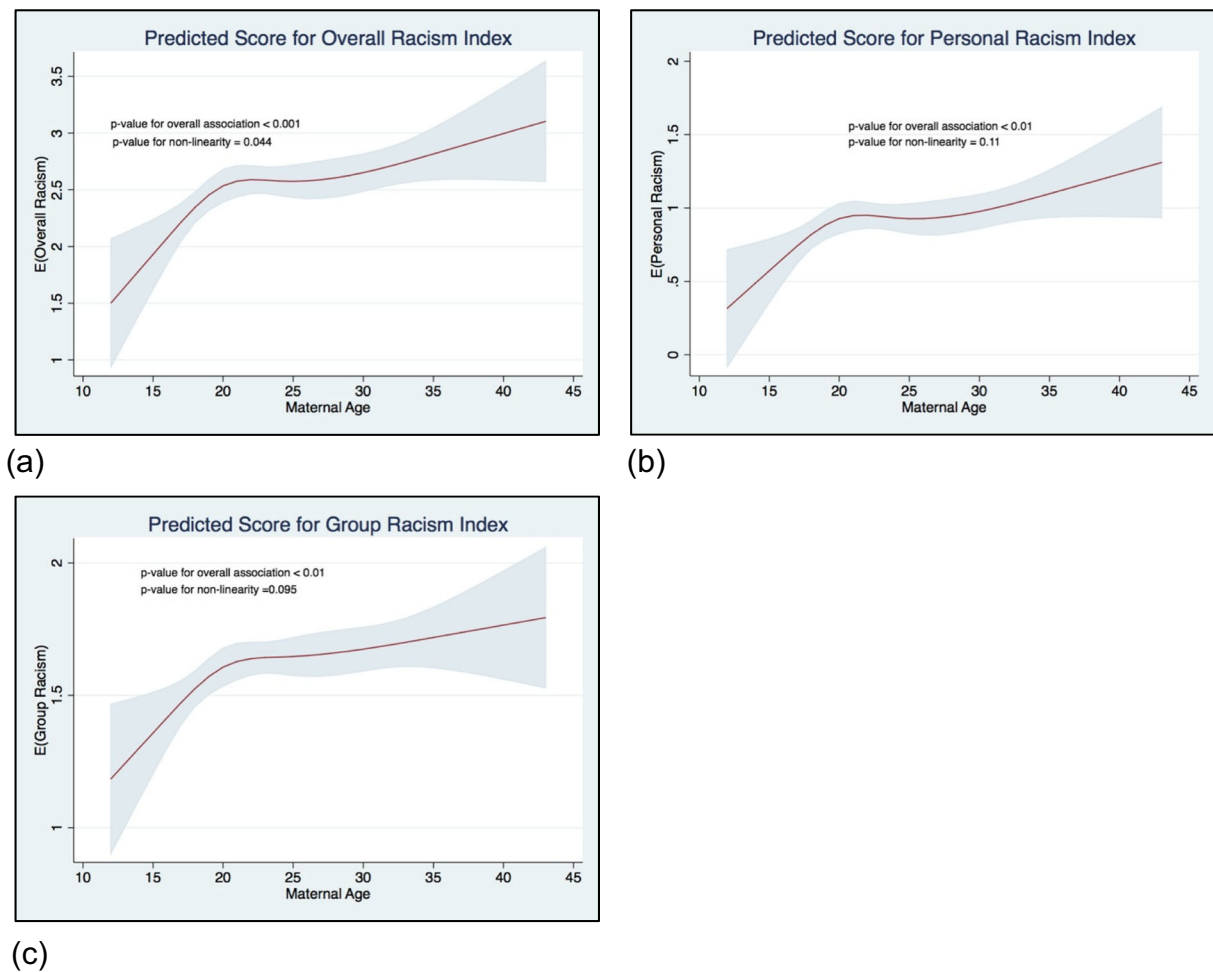 Predicted Score for Overall Racism Index
p-value for overall association < 0.001
p-value for non-linearity = 0.044
E(Overall Racism)
3.5
3
2.5
2
1.5
1
10 15 20 25 30 35 40 45
Maternal Age
(a)
Predicted Score for Personal Racism Index
p-value for overall association < 0.01
p-value for non-linearity = 0.11
E(Personal Racism)
2
1.5
1
.5
0
10 15 20 25 30 35 40 45
Maternal Age
(b)
Predicted Score for Group Racism Index
p-value for overall association < 0.01
p-value for non-linearity =0.095
E(Group Racism)
2
1.5
1
10 15 20 25 30 35 40 45
Maternal Age
(c)